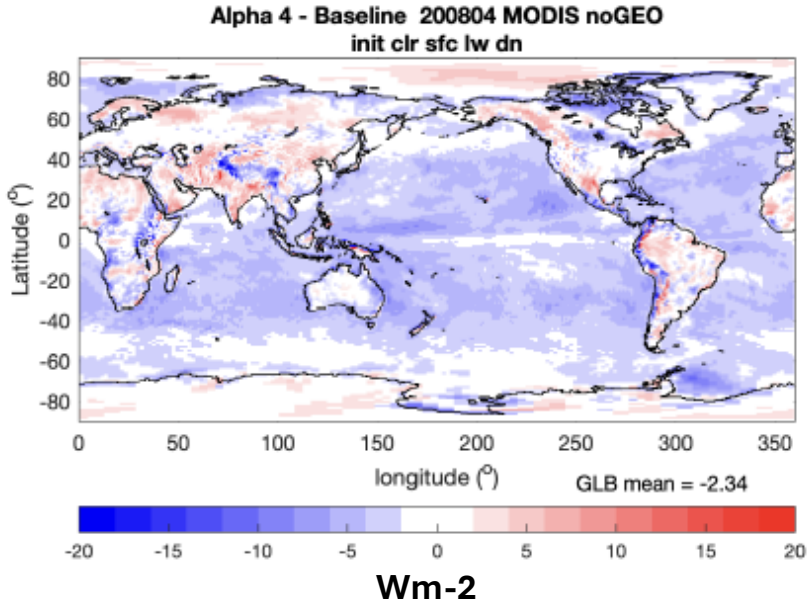 Alpha 4 - Baseline  200804 MODIS noGEO
init clr sfc lw dn
80
60
40
20
0
-20
-40
-60
-80
Latitude (°)
0 50 100 150 200 250 300 350
longitude (°)
GLB mean = -2.34
-20 -15 -10 -5 0 5 10 15 20
Wm-2